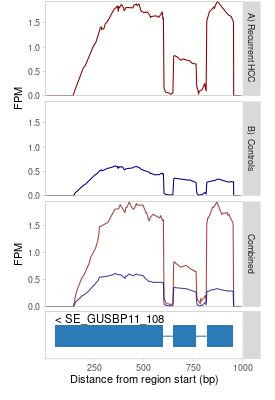 1.5
1.0
0.5
0.0
A) Recurrent HCC
FPM
1.5
1.0
0.5
0.0
B): Controls
1.5
1.0
0.5
0.0
Combined
FPM
< SE_GUSBP11_108
250
500
750
1000
Distance from region start (bp)